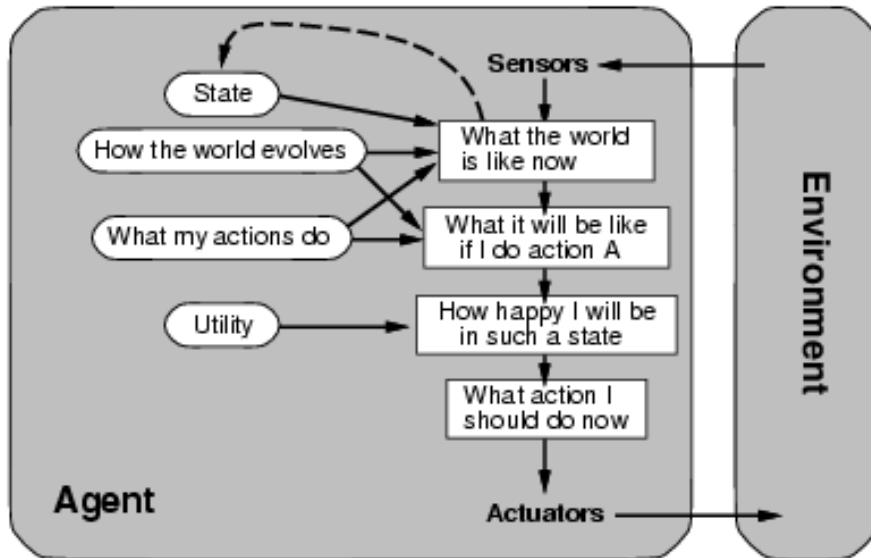 Sensors
State
What the world
is like now
How the world evolves
What it will be like
if I do action A
What my actions do
How happy I will be
in such a state
Utility
What action I
should do now
Agent
Actuators
Environment